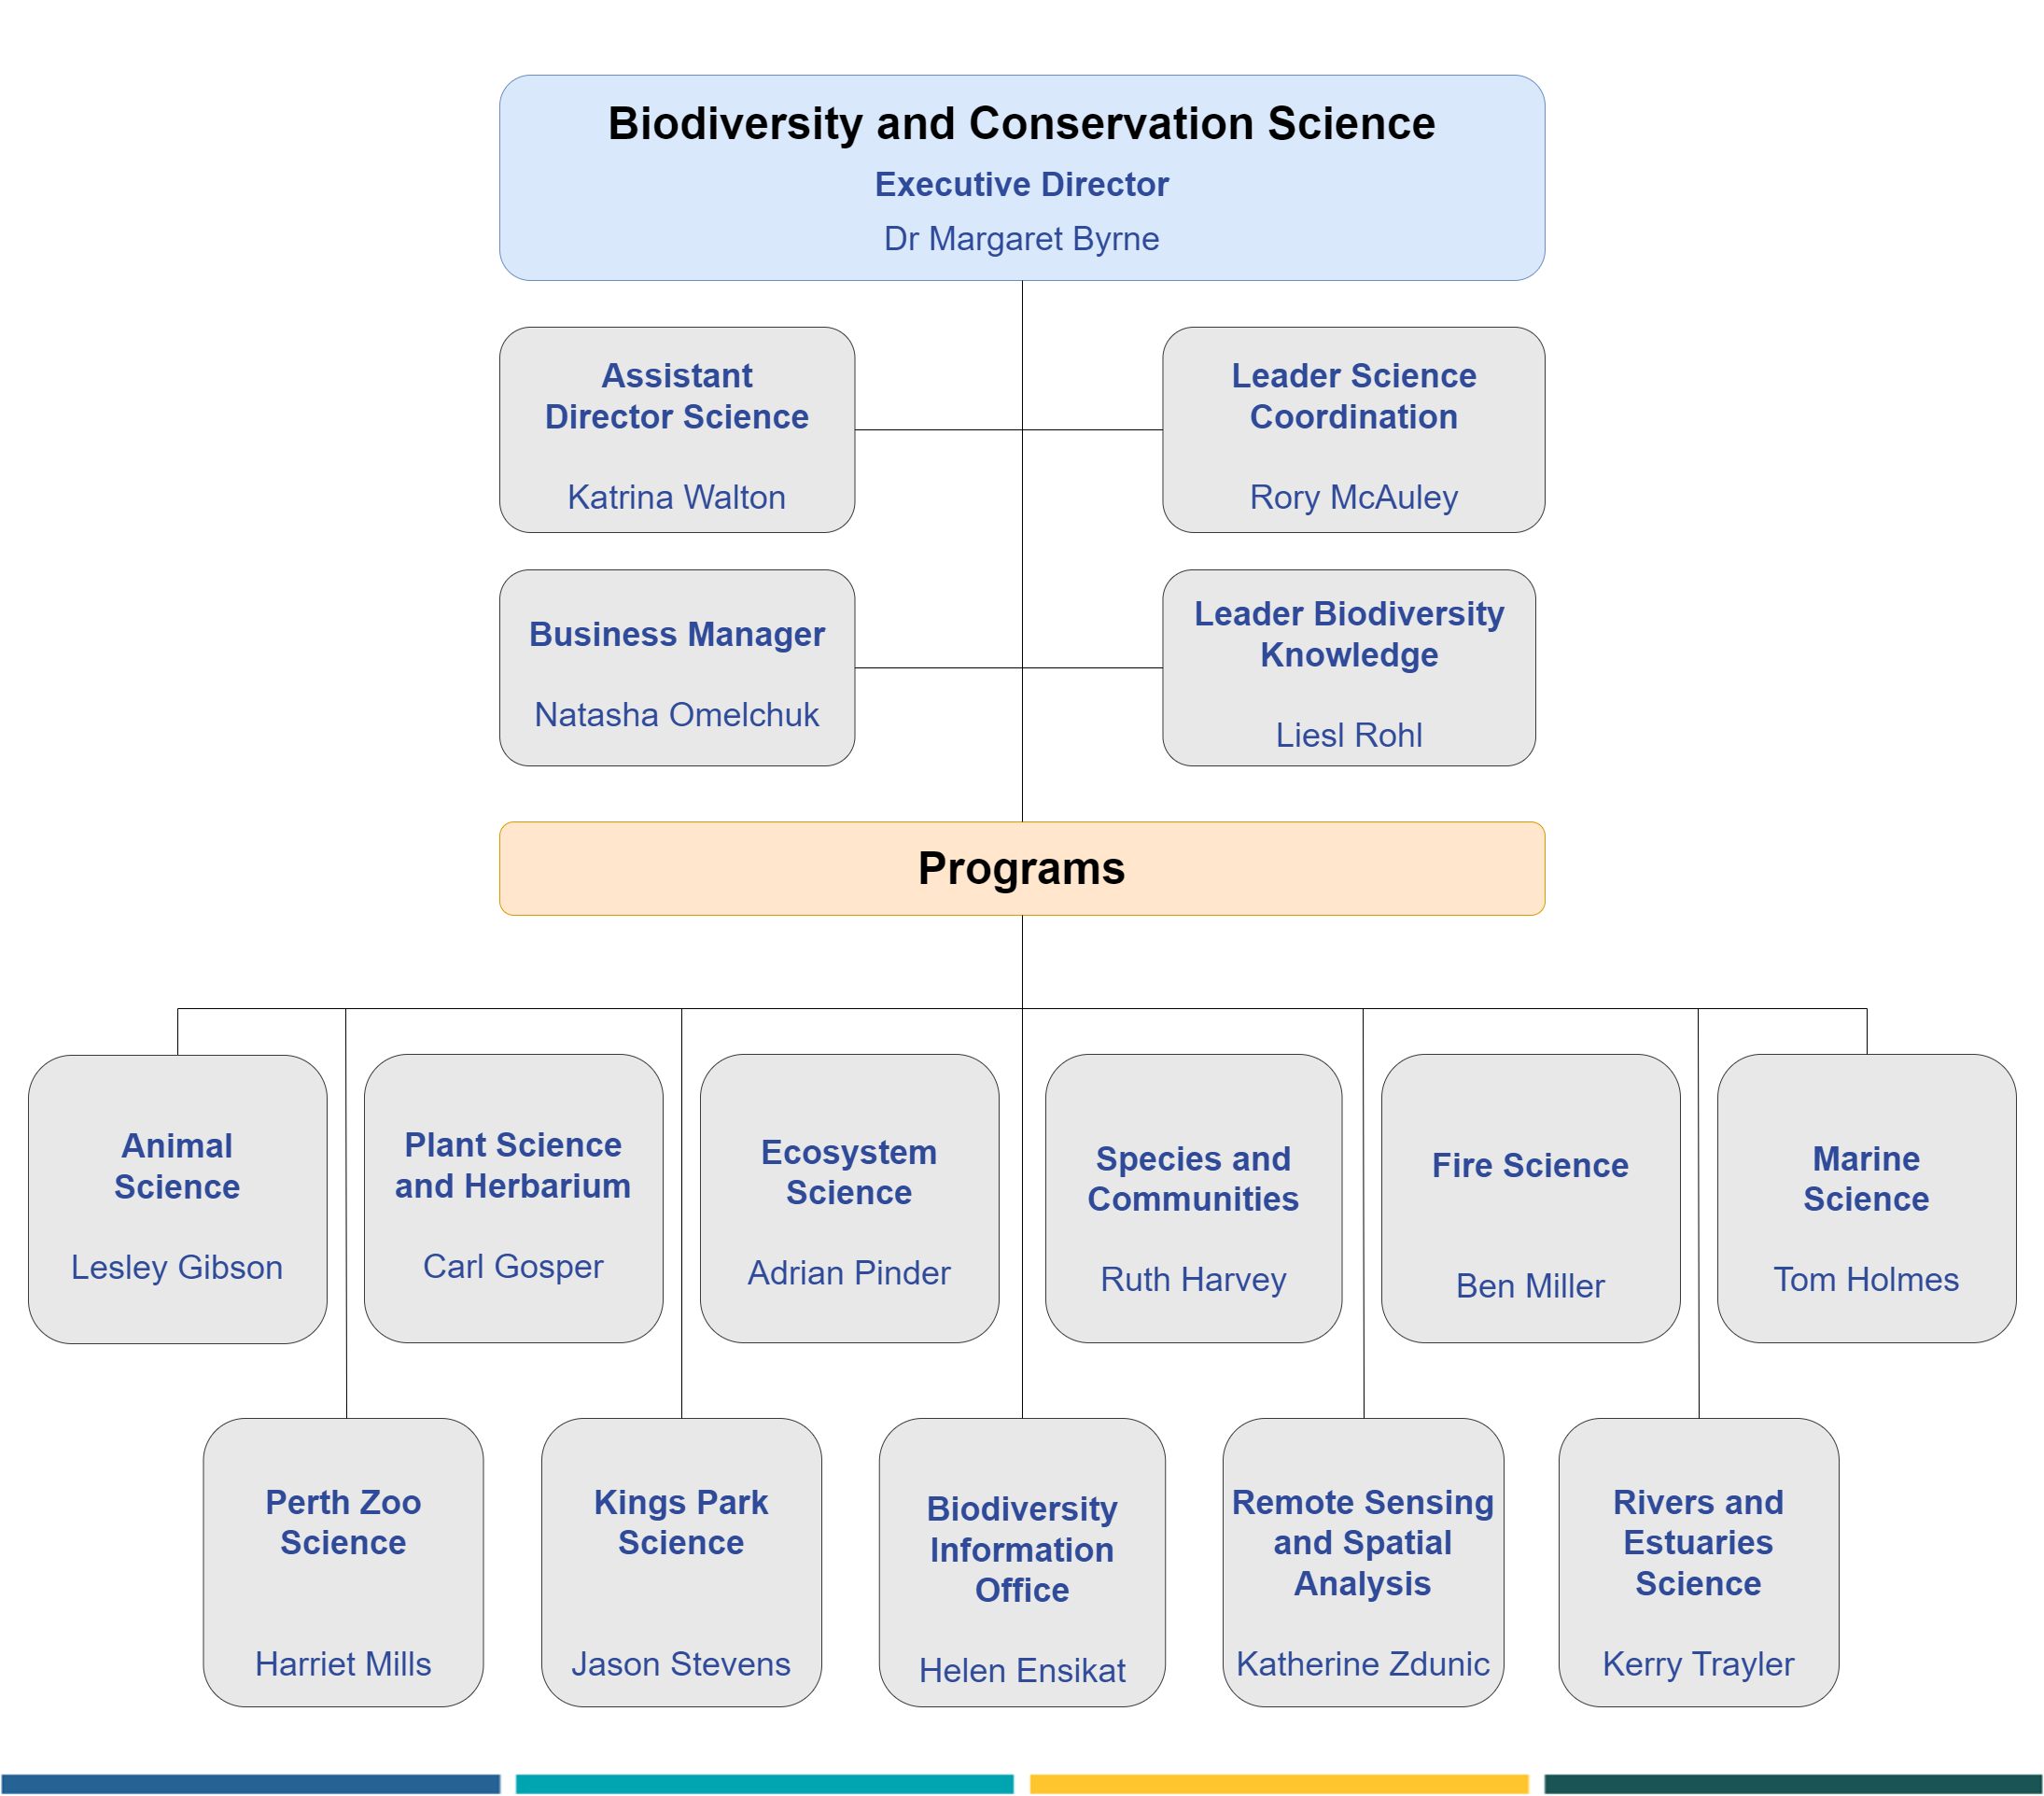 Biodiversity and Conservation Science
Executive Director
Dr Margaret Byrne
Assistant
Director Science
Katrina Walton
Leader Science
Coordination
Rory McAuley
Business Manager
Natasha Omelchuk
Leader Biodiversity
Knowledge
Liesl Rohl
Programs
Animal
Science
Lesley Gibson
Plant Science
and Herbarium
Carl Gosper
Ecosystem
Science
Adrian Pinder
Species and
Communities
Ruth Harvey
Fire Science
Ben Miller
Marine
Science
Tom Holmes
Perth Zoo
Science
Harriet Mills
Kings Park
Science
Jason Stevens
Biodiversity
Information
Office
Helen Ensikat
Remote Sensing
and Spatial
Analysis
Katherine Zdunic
Rivers and
Estuaries
Science
Kerry Trayler